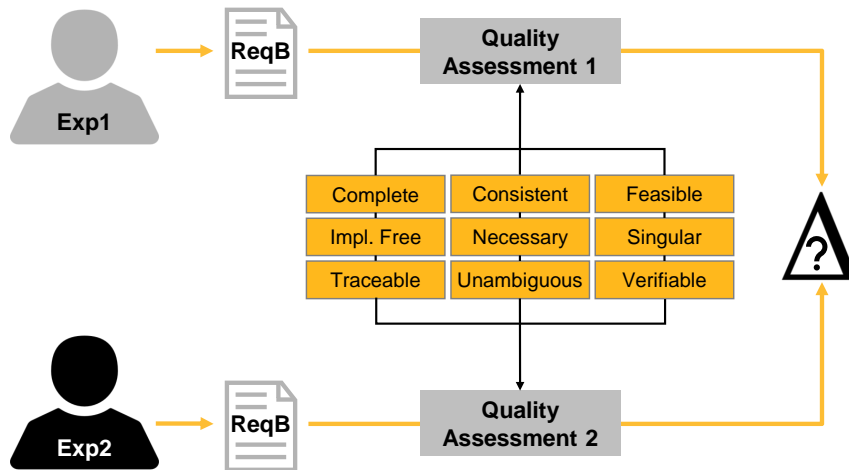 Exp1
ReqB
Quality
Assessment 1
Complete
Consistent
Feasible
Impl. Free
Necessary
Singular
Traceable
Unambiguous
Verifiable
?
Exp2
ReqB
Quality
Assessment 2